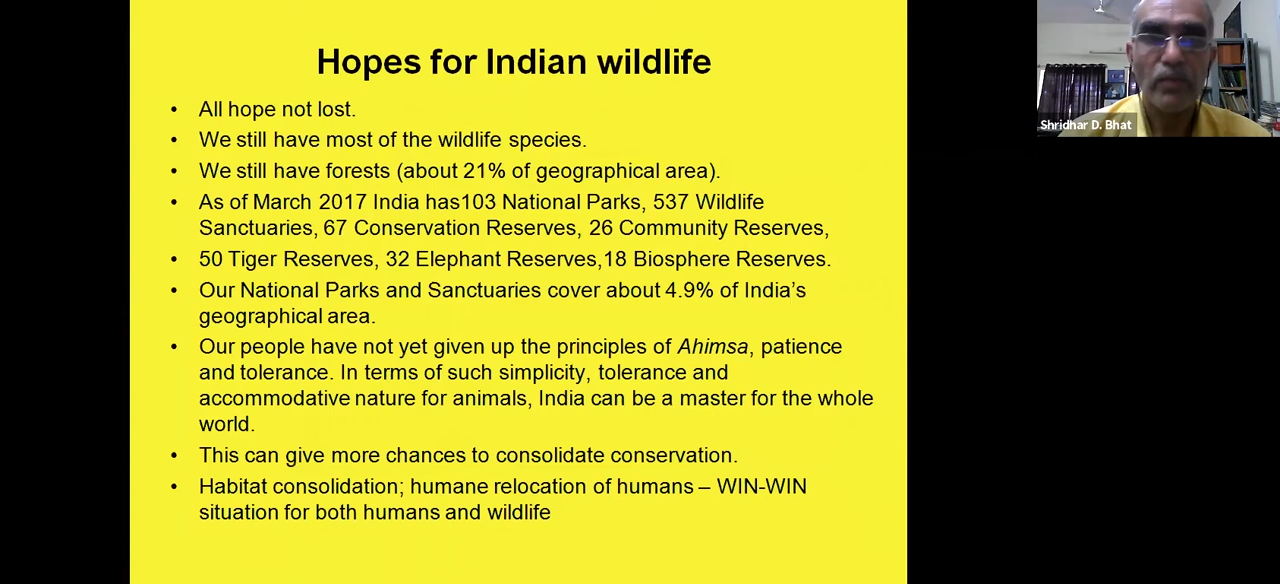 Hopes for Indian wildlife
• All hope not lost.
• We still have most of the wildlife species.
• We still have forests (about 21% of geographical area).
• As of March 2017 India has103 National Parks, 537 Wildlife
Sanctuaries, 67 Conservation Reserves, 26 Community Reserves,
• 50 Tiger Reserves, 32 Elephant Reserves,18 Biosphere Reserves.
• Our National Parks and Sanctuaries cover about 4.9% of India’s
geographical area.
• Our people have not yet given up the principles of Ahimsa, patience
and tolerance. In terms of such simplicity, tolerance and
accommodative nature for animals, India can be a master for the whole
world.
• This can give more chances to consolidate conservation.
• Habitat consolidation; humane relocation of humans – WIN-WIN
situation for both humans and wildlife
Shridhar D. Bhat